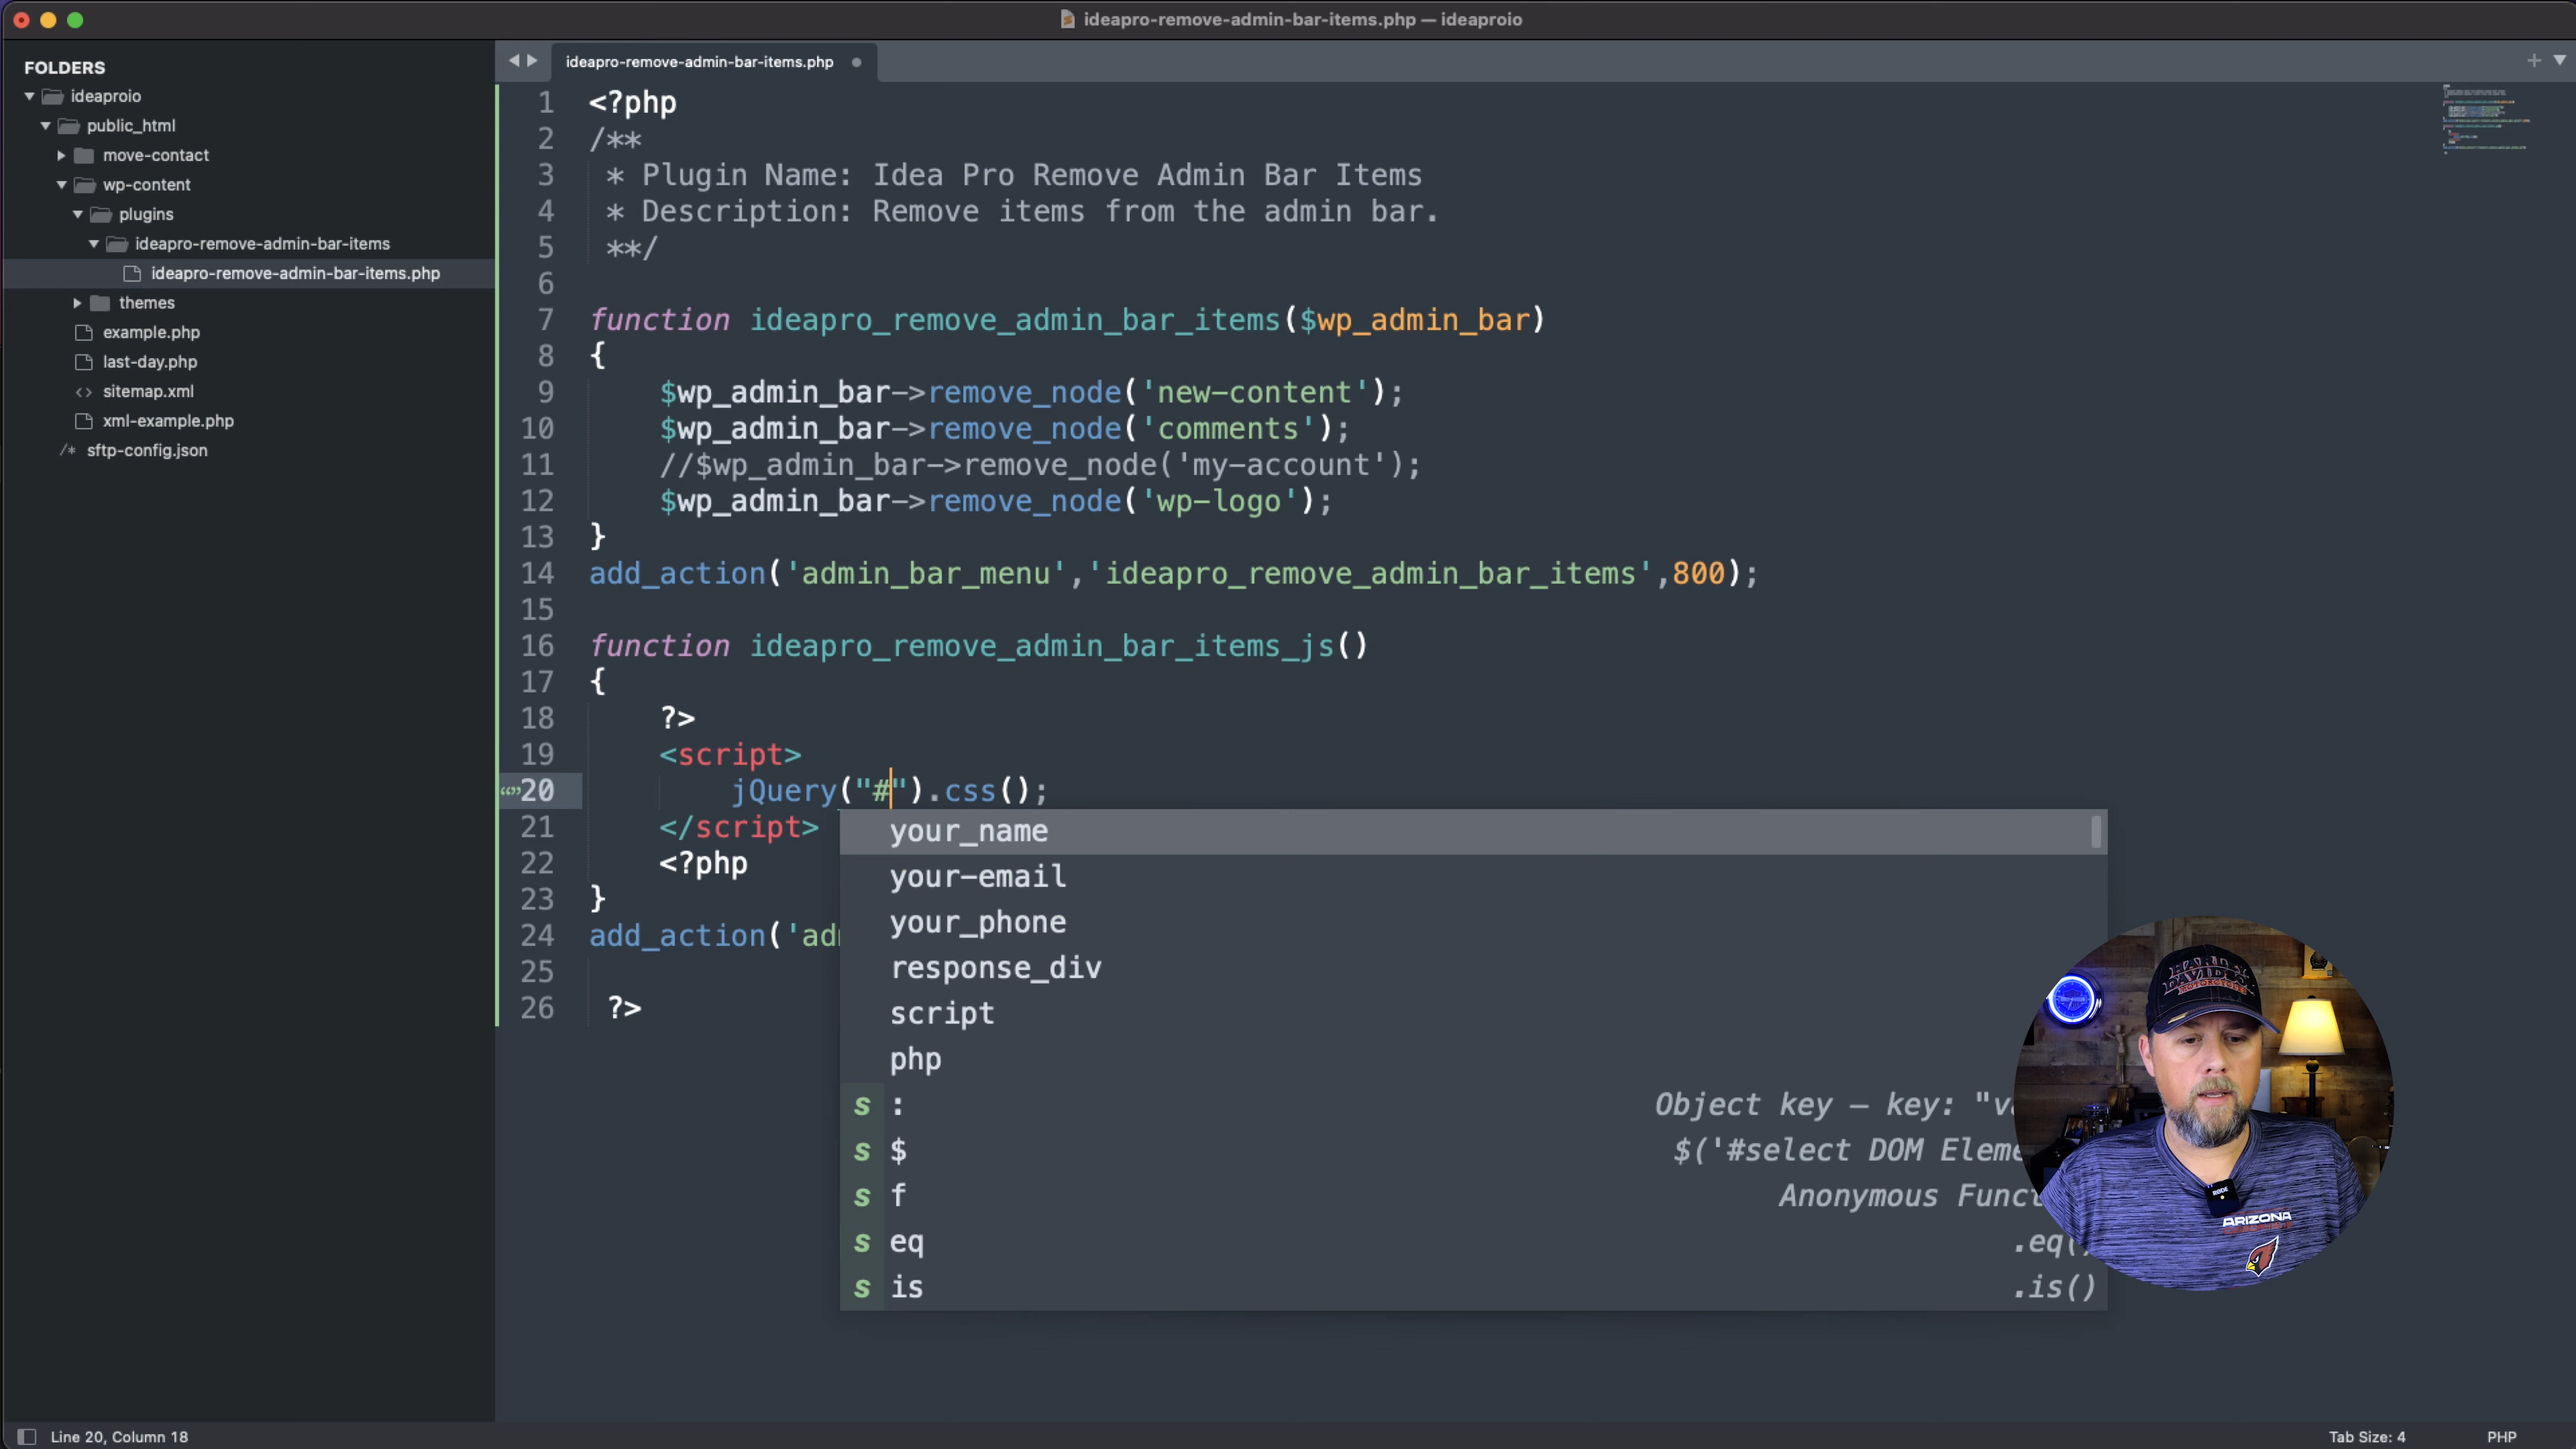 ideapro-remove-admin-bar-items.php — ideaproio
FOLDERS
ideaproio
public_html
move-contact
wp-content
plugins
ideapro-remove-admin-bar-items
ideapro-remove-admin-bar-items.php
themes
example.php
last-day.php
<> sitemap.xml
xml-example.php
/* sftp-config.json
ideapro-remove-admin-bar-items.php
1 <?php
2 /**
3 * Plugin Name: Idea Pro Remove Admin Bar Items
4 * Description: Remove items from the admin bar.
5 **/
6
7 function ideapro_remove_admin_bar_items($wp_admin_bar)
8 {
9 $wp_admin_bar->remove_node('new-content');
10 $wp_admin_bar->remove_node('comments');
11 //$wp_admin_bar->remove_node('my-account');
12 $wp_admin_bar->remove_node('wp-logo');
13 }
14 add_action('admin_bar_menu','ideapro_remove_admin_bar_items',800);
15
16 function ideapro_remove_admin_bar_items_js()
17 {
18 ?>
19 <script>
20 jQuery("#").css();
21 </script>
22 <?php
23 }
24 add_action('ad
25
26 ?>
your_name
your-email
your_phone
response_div
script
php
s : Object key – key: "v
s $ $('#select DOM Eleme
s f Anonymous Func
s eq .eq(
s is .is()
HARLEY
DAVIDSON
MOTORCYCLES
RØDE
ARIZONA
Line 20, Column 18
Tab Size: 4
PHP